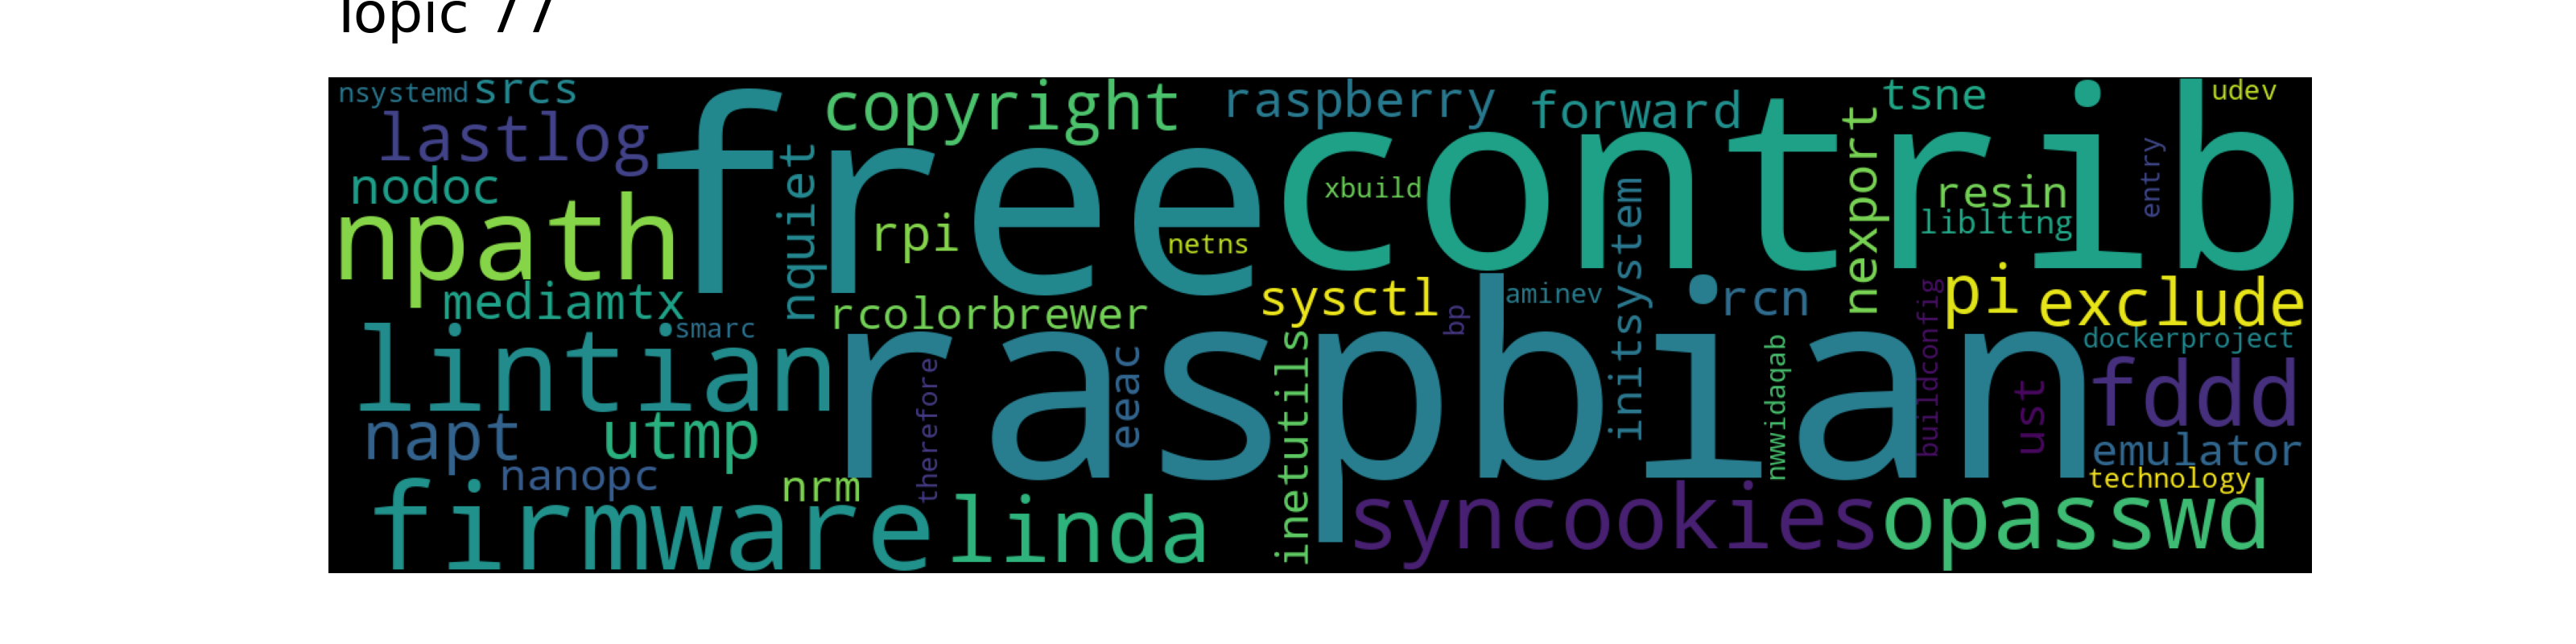 Topic 77
nsystemd srcs copyright raspberry forward tsne udev
lastlog free contrib
nodoc nquiet xbuild nexport resin entry
npath rpi netns initsystem liblttng
mediamtx rcolorbrewer sysctl bp aminev rcn pi exclude
smarc buildconfig dockerproject
lintian raspbian fddd
therefore eeac inetutils nwwidaqab ust
napt utmp emulator
nanopc nrm technology
firmware linda syncookies opasswd